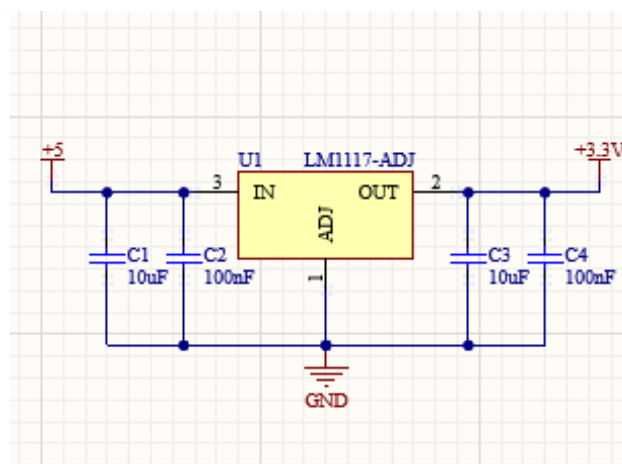 +5
+3.3V
U1
LM1117-ADJ
3
IN
OUT
2
ADJ
1
C1
10uF
C2
100nF
C3
10uF
C4
100nF
GND